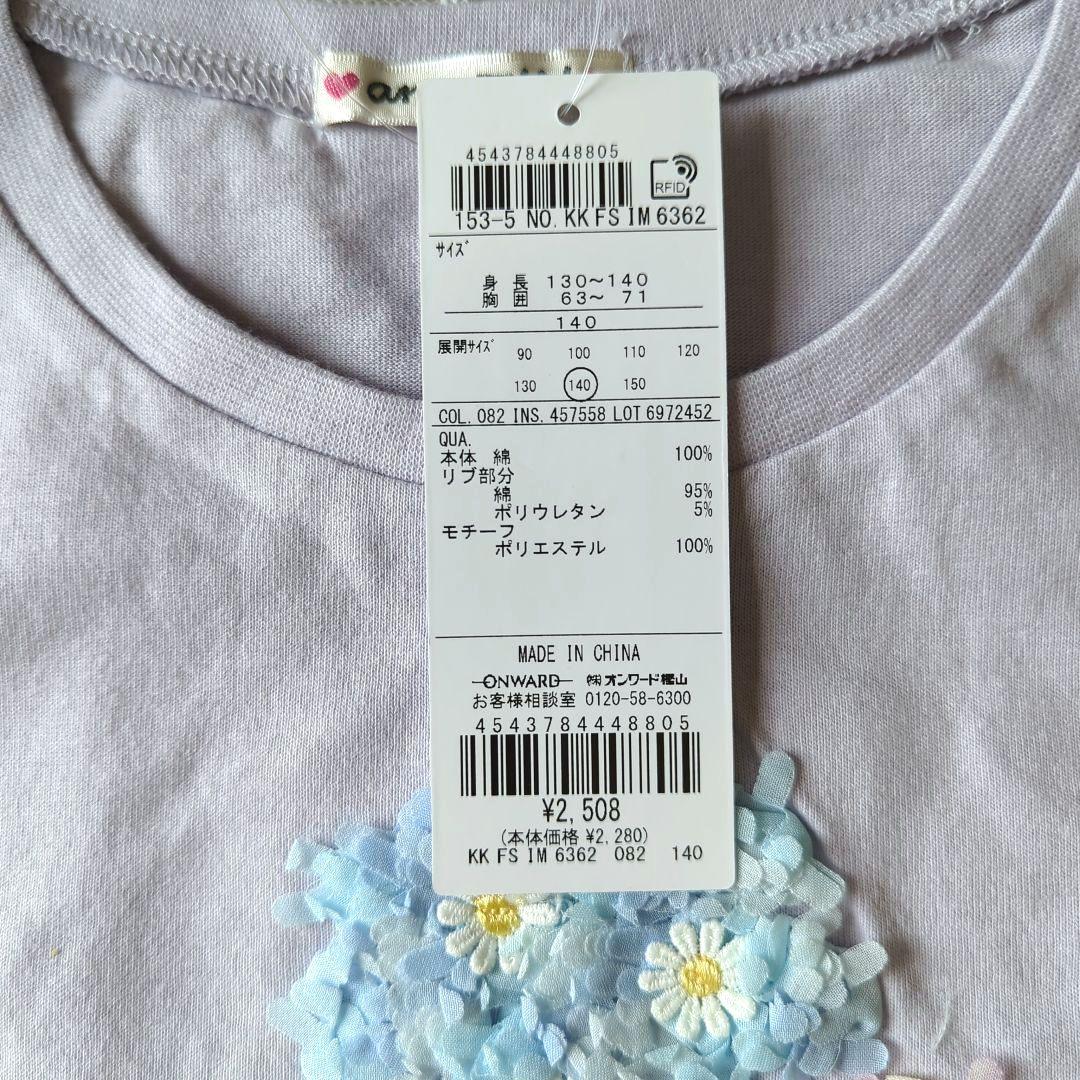 4543784448805
RFID
153-5 NO. KK FS IM 6362
サイズ
身長 130〜140
胸囲 63〜 71
140
展開サイズ 90 100 110 120
130 140 150
COL. 082 INS. 457558 LOT 6972452
QUA.
本体 綿 100%
リブ部分
綿 95%
ポリウレタン 5%
モチーフ
ポリエステル 100%
MADE IN CHINA
ONWARD ㈱オンワード樫山
お客様相談室 0120-58-6300
4543784448805
¥2,508
(本体価格 ¥2,280)
KK FS IM 6362 082 140